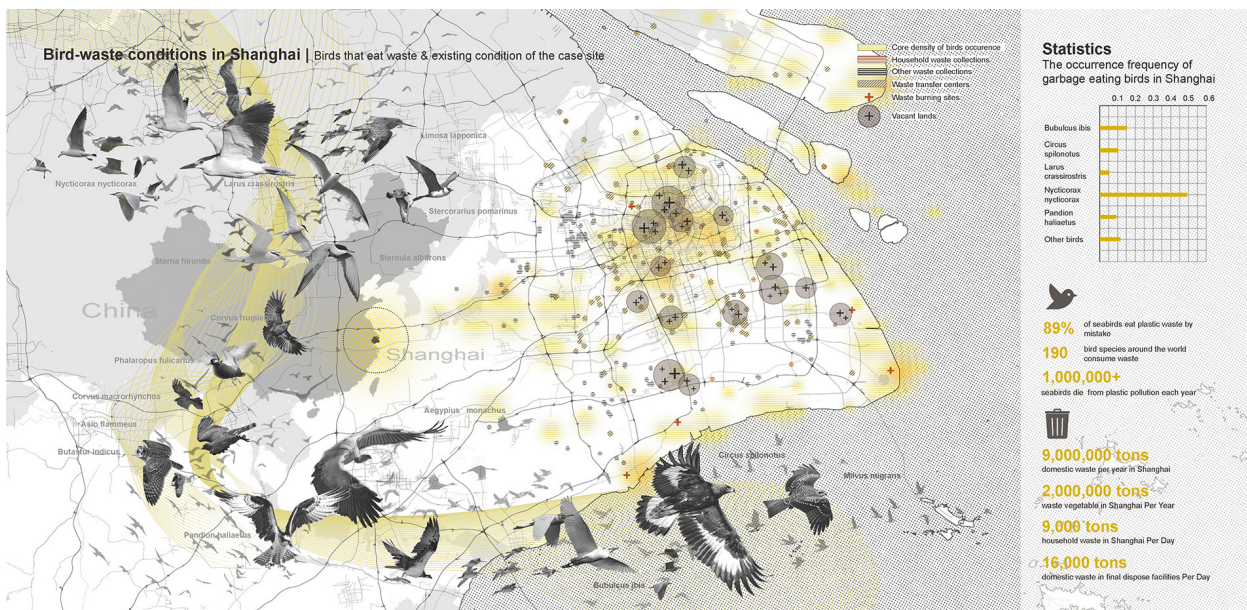 Bird-waste conditions in Shanghai | Birds that eat waste & existing condition of the case site
Core density of birds occurence
Household waste collections
Other waste collections
Waste transfer centers
Waste burning sites
Vacant lands
Limosa lapponica
Nycticorax nycticorax
Larus crassirostris
Stercorarius pomarinus
Sterna hirundo
Sternula albifrons
China
Corvus frugilegus
Shanghai
Phalaropus fulicarius
Corvus macrorhynchos
Aegypius monachus
Asio flammeus
Butastur indicus
Circus spilonotus
Milvus migrans
Pandion haliaetus
Bubulcus ibis
Statistics
The occurrence frequency of
garbage eating birds in Shanghai
0.1 0.2 0.3 0.4 0.5 0.6
Bubulcus ibis
Circus
spilonotus
Larus
crassirostris
Nycticorax
nycticorax
Pandion
haliaetus
Other birds
89% of seabirds eat plastic waste by
mistake
190 bird species around the world
consume waste
1,000,000+
seabirds die from plastic pollution each year
9,000,000 tons
domestic waste per year in Shanghai
2,000,000 tons
waste vegetable in Shanghai Per Year
9,000 tons
household waste in Shanghai Per Day
16,000 tons
domestic waste in final dispose facilities Per Day